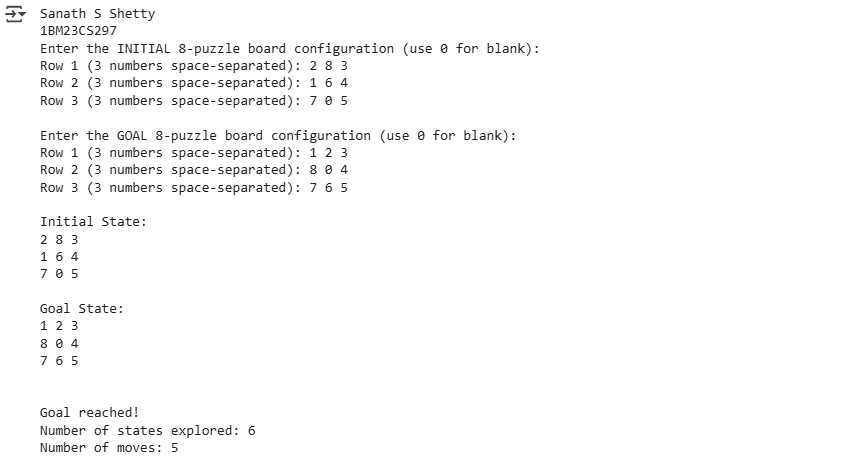 Sanath S Shetty
1BM23CS297
Enter the INITIAL 8-puzzle board configuration (use 0 for blank):
Row 1 (3 numbers space-separated): 2 8 3
Row 2 (3 numbers space-separated): 1 6 4
Row 3 (3 numbers space-separated): 7 0 5
Enter the GOAL 8-puzzle board configuration (use 0 for blank):
Row 1 (3 numbers space-separated): 1 2 3
Row 2 (3 numbers space-separated): 8 0 4
Row 3 (3 numbers space-separated): 7 6 5
Initial State:
2 8 3
1 6 4
7 0 5
Goal State:
1 2 3
8 0 4
7 6 5
Goal reached!
Number of states explored: 6
Number of moves: 5